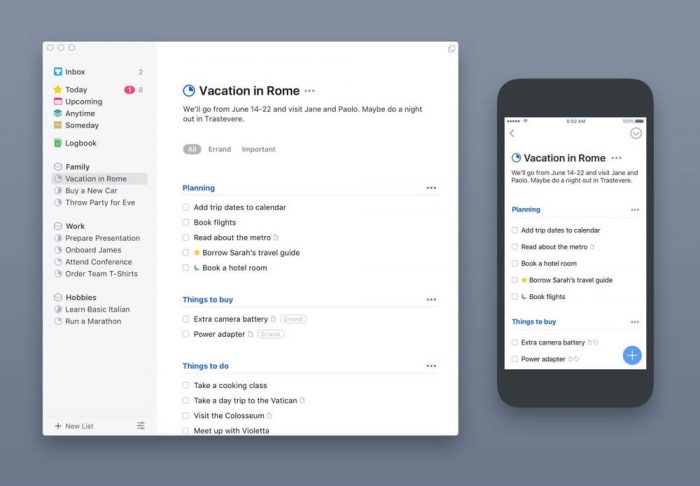 Inbox 2
Today 1 8
Upcoming
Anytime
Someday
Logbook
Family
Vacation in Rome
Buy a New Car
Throw Party for Eve
Work
Prepare Presentation
Onboard James
Attend Conference
Order Team T-Shirts
Hobbies
Learn Basic Italian
Run a Marathon
+ New List
Vacation in Rome •••
We'll go from June 14-22 and visit Jane and Paolo. Maybe do a night
out in Trastevere.
All Errand Important
Planning •••
Add trip dates to calendar
Book flights
Read about the metro
Borrow Sarah's travel guide
Book a hotel room
Things to buy •••
Extra camera battery Errand
Power adapter Errand
Things to do •••
Take a cooking class
Take a day trip to the Vatican
Visit the Colosseum
Meet up with Violetta
8:02 AM 100%
Vacation in Rome •••
We'll go from June 14-22 and visit Jane and
Paolo. Maybe do a night out in Trastevere.
Planning •••
Add trip dates to calendar
Read about the metro
Book a hotel room
Borrow Sarah's travel guide
Book flights
Things to buy •••
Extra camera battery
Power adapter